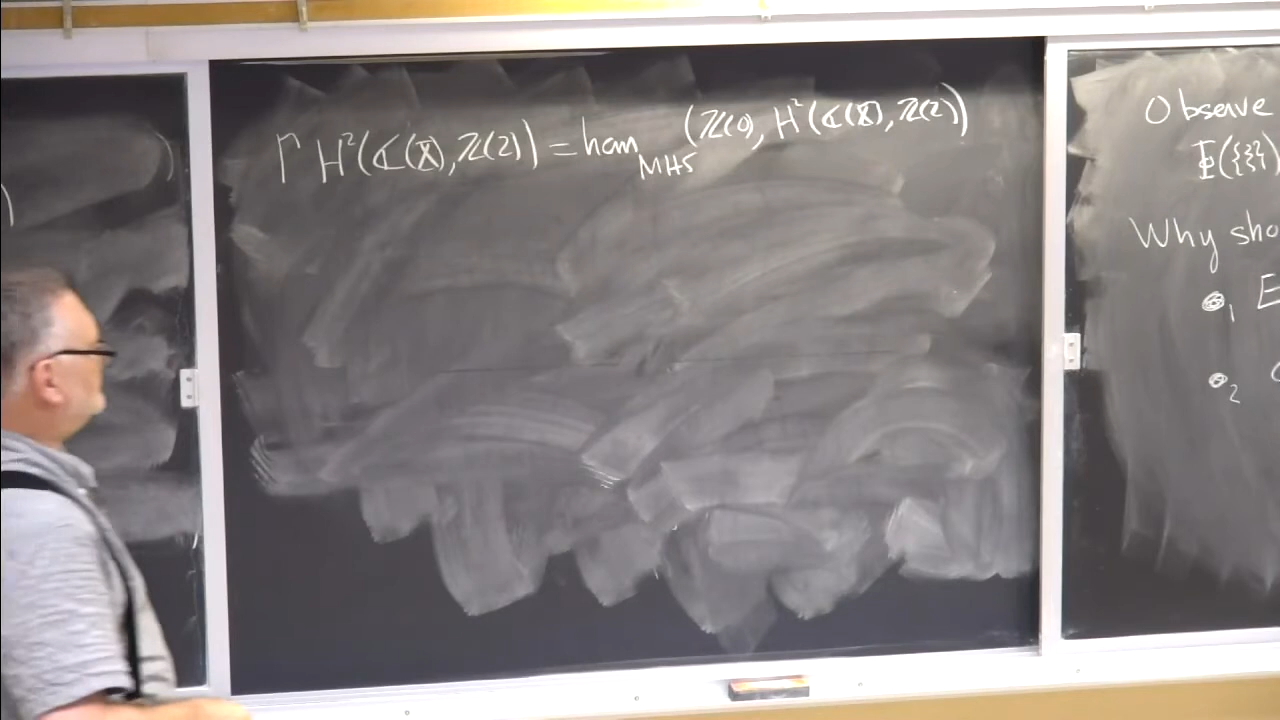 Γ H²(ℂ(X), ℤ(2)) = hom_MHS (ℤ(0), H²(ℂ(X), ℤ(2))
Observe
Why sho
•₁ E
•₂